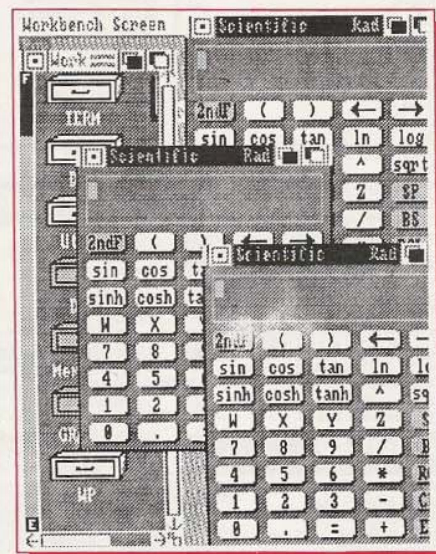 Workbench Screen
Scientific Rad
Work
2ndF ( ) ← →
sin cos tan ln log
^ sqrt
Z SP
/ BS
TERM
Scientific Rad
2ndF ( ) ← →
sin cos
sinh cosh
W X
7 8
4 5
1 2
0 .
Scientific Rad
2ndF ( ) ←
sin cos tan ln
sinh cosh tanh ^
W X Y Z
7 8 9 /
4 5 6 *
1 2 3 -
0 . = +
WP
F
E